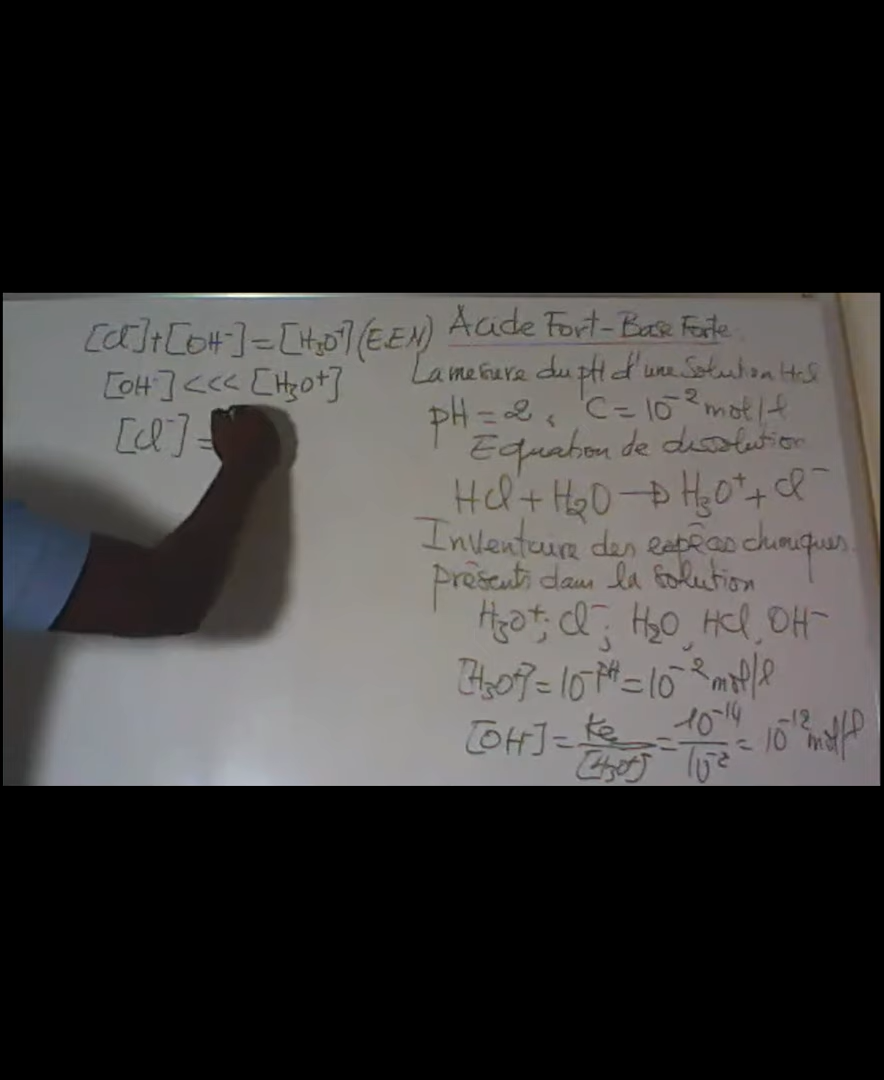 Acide Fort-Base Forte
La mesure du pH d'une solution HCl
pH = 2, C = 10⁻² mol/l
Equation de dissolution
HCl + H₂O → H₃O⁺ + Cl⁻
Inventaire des espèces chimiques
présents dans la solution
H₃O⁺; Cl⁻; H₂O, HCl, OH⁻
[H₃O⁺] = 10⁻ᵖᴴ = 10⁻² mol/l
[OH⁻] = Ke/[H₃O⁺] = 10⁻¹⁴/10⁻² = 10⁻¹² mol/l
[Cl⁻] + [OH⁻] = [H₃O⁺] (E.E.N)
[OH⁻] <<< [H₃O⁺]
[Cl⁻] =